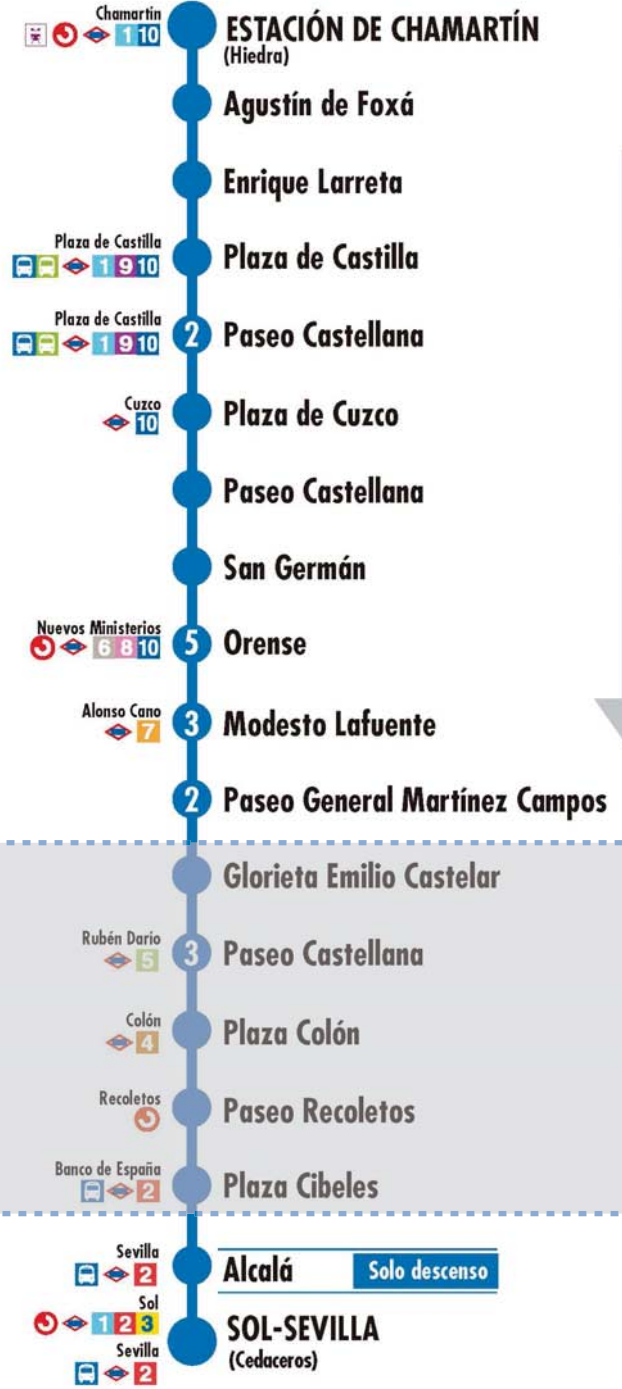 Chamartín
1 10
ESTACIÓN DE CHAMARTÍN
(Hiedra)
Agustín de Foxá
Enrique Larreta
Plaza de Castilla
1 9 10
Plaza de Castilla
Plaza de Castilla
1 9 10
2
Paseo Castellana
Cuzco
10
Plaza de Cuzco
Paseo Castellana
San Germán
Nuevos Ministerios
6 8 10
5
Orense
Alonso Cano
7
3
Modesto Lafuente
2
Paseo General Martínez Campos
Glorieta Emilio Castelar
Rubén Darío
5
3
Paseo Castellana
Colón
4
Plaza Colón
Recoletos
Paseo Recoletos
Banco de España
2
Plaza Cibeles
Sevilla
2
Alcalá
Solo descenso
Sol
1 2 3
Sevilla
2
SOL-SEVILLA
(Cedaceros)